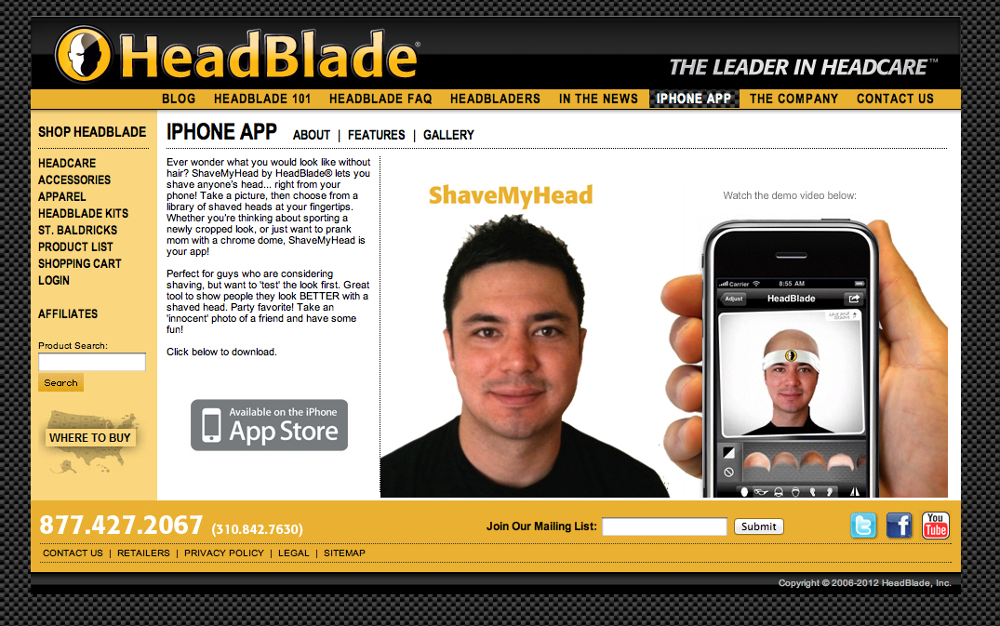 HeadBlade®
THE LEADER IN HEADCARE™
BLOG HEADBLADE 101 HEADBLADE FAQ HEADBLADERS IN THE NEWS IPHONE APP THE COMPANY CONTACT US
SHOP HEADBLADE
HEADCARE
ACCESSORIES
APPAREL
HEADBLADE KITS
ST. BALDRICKS
PRODUCT LIST
SHOPPING CART
LOGIN
AFFILIATES
Product Search:
Search
WHERE TO BUY
IPHONE APP ABOUT | FEATURES | GALLERY
Ever wonder what you would look like without
hair? ShaveMyHead by HeadBlade® lets you
shave anyone's head... right from your
phone! Take a picture, then choose from a
library of shaved heads at your fingertips.
Whether you're thinking about sporting a
newly cropped look, or just want to prank
mom with a chrome dome, ShaveMyHead is
your app!
Perfect for guys who are considering
shaving, but want to 'test' the look first. Great
tool to show people they look BETTER with a
shaved head. Party favorite! Take an
'innocent' photo of a friend and have some
fun!
Click below to download.
Available on the iPhone
App Store
ShaveMyHead
Watch the demo video below:
Carrier 8:55 AM
Adjust HeadBlade
877.427.2067 (310.842.7630)
Join Our Mailing List:
Submit
You
Tube
CONTACT US | RETAILERS | PRIVACY POLICY | LEGAL | SITEMAP
Copyright © 2006-2012 HeadBlade, Inc.